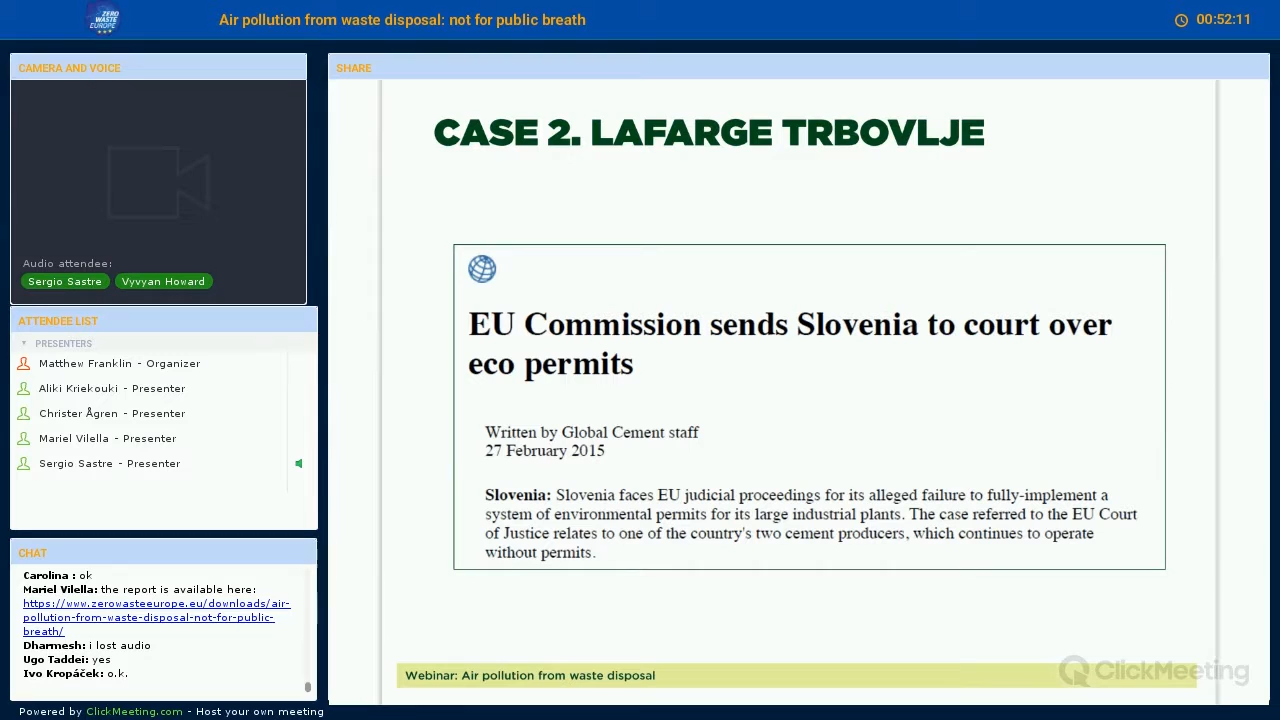 ZERO WASTE EUROPE
Air pollution from waste disposal: not for public breath
00:52:11
CAMERA AND VOICE
Audio attendee:
Sergio Sastre
Vyvyan Howard
ATTENDEE LIST
PRESENTERS
Matthew Franklin - Organizer
Aliki Kriekouki - Presenter
Christer Ågren - Presenter
Mariel Vilella - Presenter
Sergio Sastre - Presenter
CHAT
Carolina : ok
Mariel Vilella: the report is available here:
https://www.zerowasteeurope.eu/downloads/air-
pollution-from-waste-disposal-not-for-public-
breath/
Dharmesh: i lost audio
Ugo Taddei: yes
Ivo Kropáček: o.k.
Powered by ClickMeeting.com - Host your own meeting
SHARE
CASE 2. LAFARGE TRBOVLJE
EU Commission sends Slovenia to court over
eco permits
Written by Global Cement staff
27 February 2015
Slovenia: Slovenia faces EU judicial proceedings for its alleged failure to fully-implement a
system of environmental permits for its large industrial plants. The case referred to the EU Court
of Justice relates to one of the country's two cement producers, which continues to operate
without permits.
Webinar: Air pollution from waste disposal
ClickMeeting